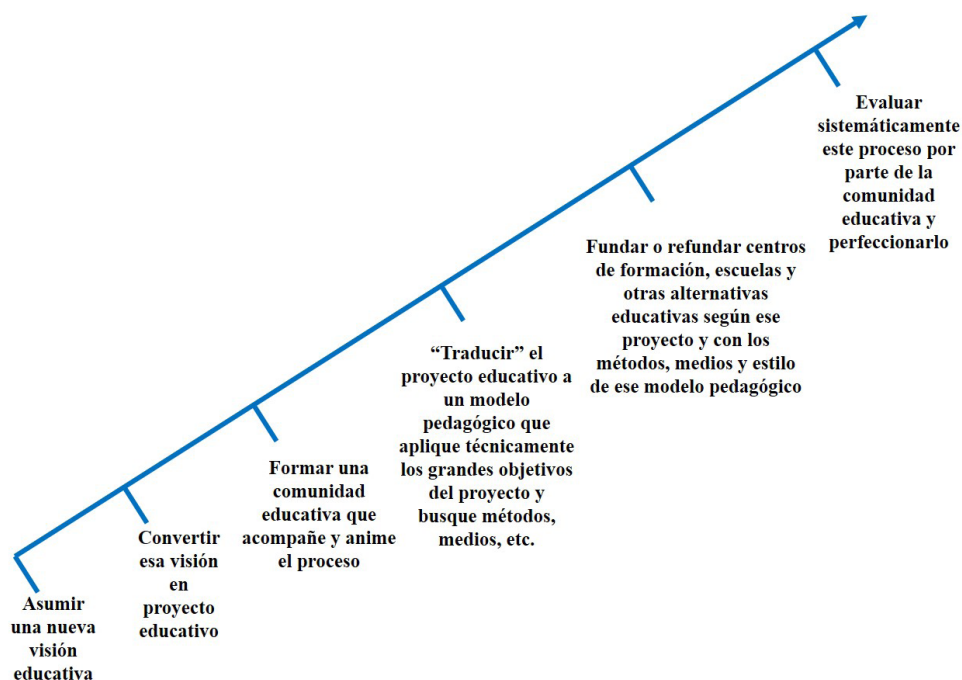 Asumir
una nueva
visión
educativa
Convertir
esa visión
en
proyecto
educativo
Formar una
comunidad
educativa que
acompañe y anime
el proceso
“Traducir” el
proyecto educativo a
un modelo
pedagógico que
aplique técnicamente
los grandes objetivos
del proyecto y
busque métodos,
medios, etc.
Fundar o refundar centros
de formación, escuelas y
otras alternativas
educativas según ese
proyecto y con los
métodos, medios y estilo
de ese modelo pedagógico
Evaluar
sistemáticamente
este proceso por
parte de la
comunidad
educativa y
perfeccionarlo